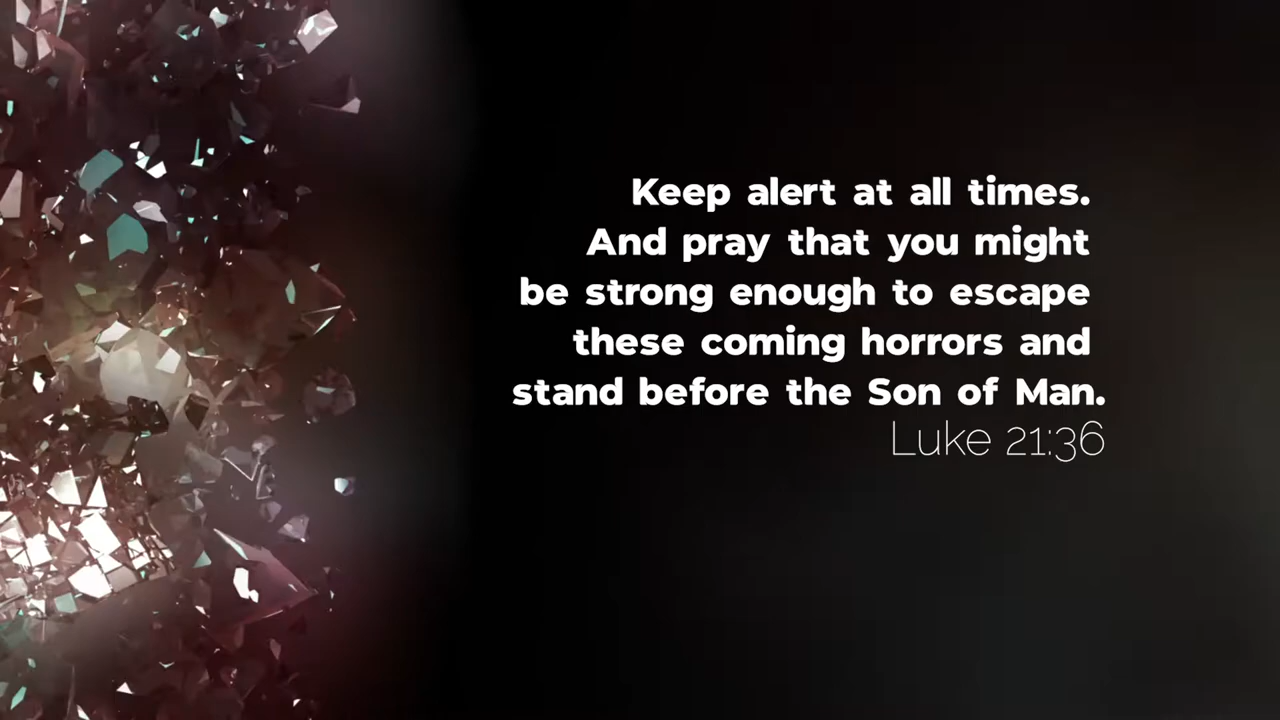 Keep alert at all times.
And pray that you might
be strong enough to escape
these coming horrors and
stand before the Son of Man.
Luke 21:36